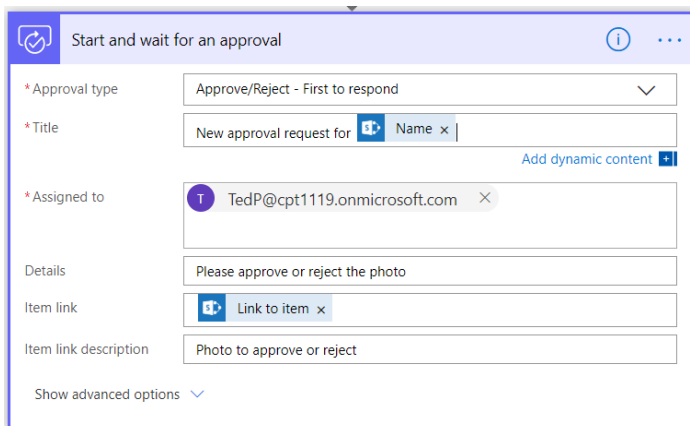 Start and wait for an approval
* Approval type
Approve/Reject - First to respond
* Title
New approval request for Name ×
Add dynamic content
* Assigned to
T TedP@cpt1119.onmicrosoft.com ×
Details
Please approve or reject the photo
Item link
Link to item ×
Item link description
Photo to approve or reject
Show advanced options